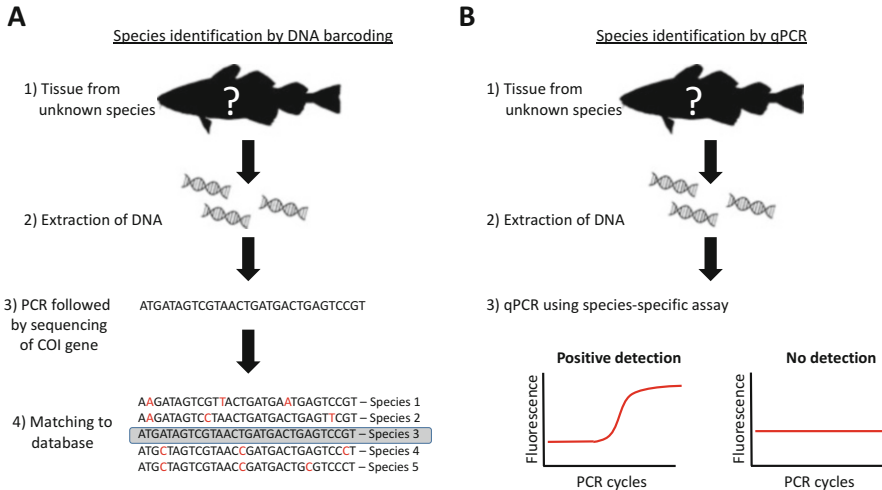 A
Species identification by DNA barcoding
1) Tissue from
unknown species
?
2) Extraction of DNA
3) PCR followed
by sequencing
of COI gene
ATGATAGTCGTAACTGATGACTGAGTCCGT
4) Matching to
database
AAGATAGTCGTTACTGATGAATGAGTCCGT – Species 1
AAGATAGTCCTAACTGATGACTGAGTTCGT – Species 2
ATGATAGTCGTAACTGATGACTGAGTCCGT – Species 3
ATGCTAGTCGTAACCGATGACTGAGTCCCT – Species 4
ATGCTAGTCGTAACCGATGACTGCGTCCCT – Species 5
B
Species identification by qPCR
1) Tissue from
unknown species
?
2) Extraction of DNA
3) qPCR using species-specific assay
Positive detection
Fluorescence
PCR cycles
No detection
Fluorescence
PCR cycles